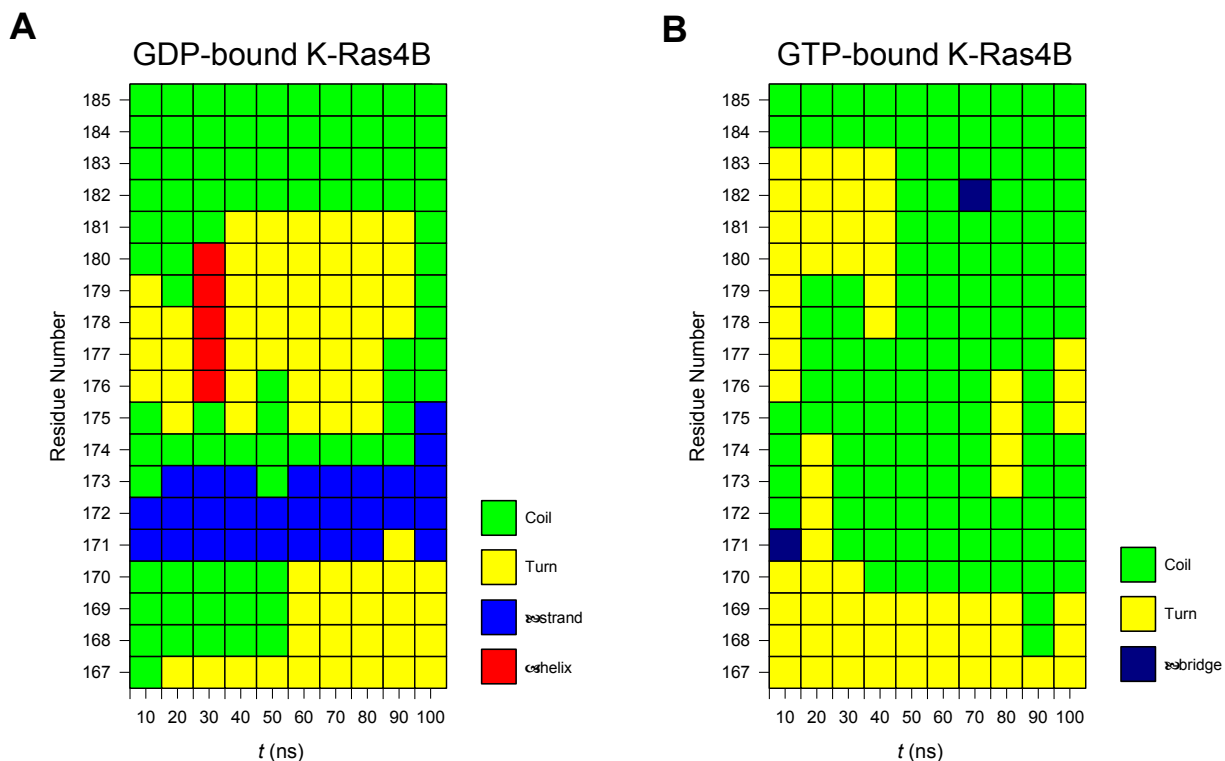 A
GDP-bound K-Ras4B
Residue Number
185
184
183
182
181
180
179
178
177
176
175
174
173
172
171
170
169
168
167
10 20 30 40 50 60 70 80 90 100
t (ns)
Coil
Turn
strand
helix
B
GTP-bound K-Ras4B
Residue Number
185
184
183
182
181
180
179
178
177
176
175
174
173
172
171
170
169
168
167
10 20 30 40 50 60 70 80 90 100
t (ns)
Coil
Turn
bridge